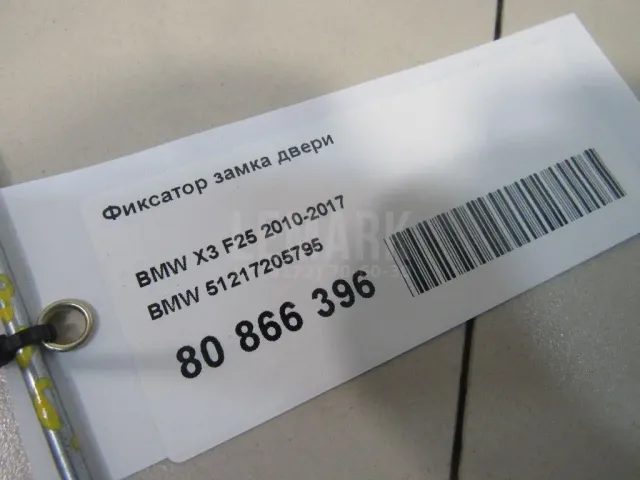 Фиксатор замка двери
BMW X3 F25 2010-2017
BMW 51217205795
80 866 396